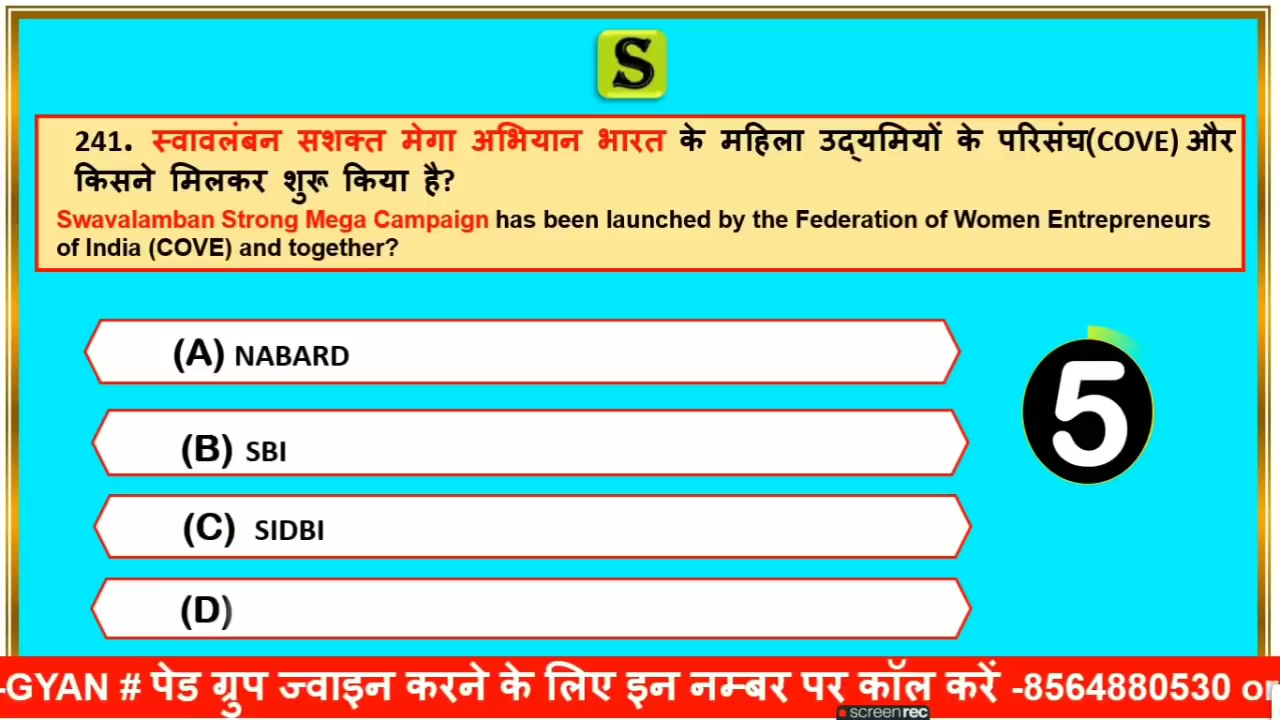 S
241. स्वावलंबन सशक्त मेगा अभियान भारत के महिला उद्यमियों के परिसंघ(COVE) और
किसने मिलकर शुरू किया है?
Swavalamban Strong Mega Campaign has been launched by the Federation of Women Entrepreneurs
of India (COVE) and together?
(A) NABARD
5
(B) SBI
(C) SIDBI
(D)
-GYAN # पेड ग्रुप ज्वाइन करने के लिए इन नम्बर पर कॉल करें -8564880530 or
screenrec